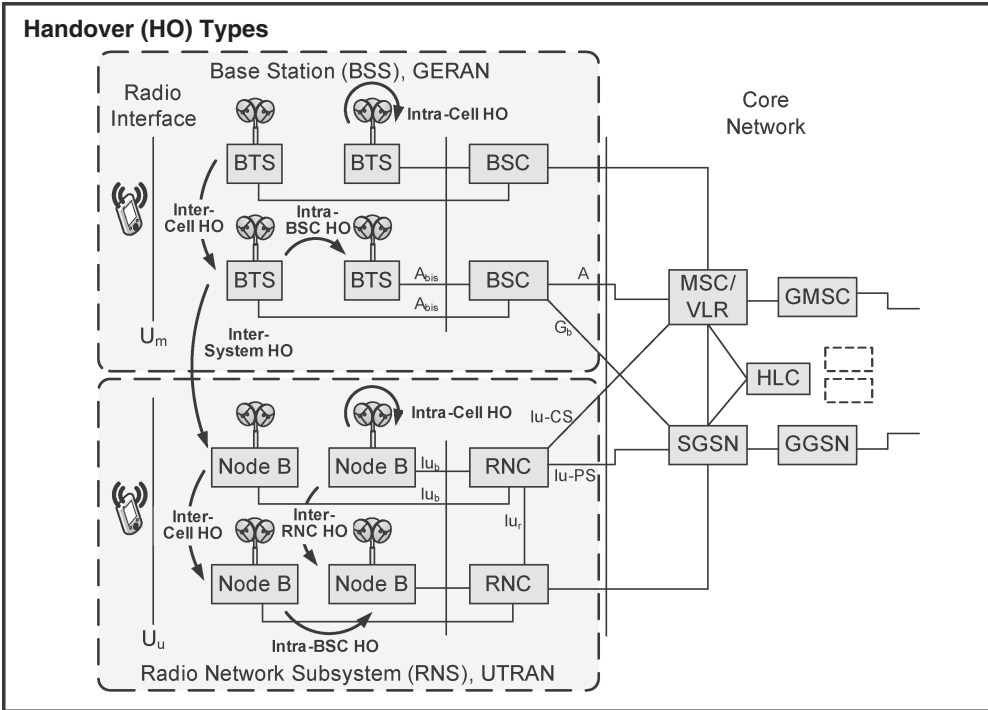 Handover (HO) Types
Base Station (BSS), GERAN
Radio
Interface
Core
Network
Intra-Cell HO
BTS
BTS
BSC
Inter-
Cell HO
Intra-
BSC HO
BTS
BTS
Abis
Abis
BSC
A
Gb
MSC/
VLR
GMSC
Um
Inter-
System HO
HLC
Intra-Cell HO
Iu-CS
Node B
Node B
Iub
Iub
RNC
Iu-PS
SGSN
GGSN
Inter-
Cell HO
Inter-
RNC HO
Iur
Node B
Node B
RNC
Uu
Intra-BSC HO
Radio Network Subsystem (RNS), UTRAN